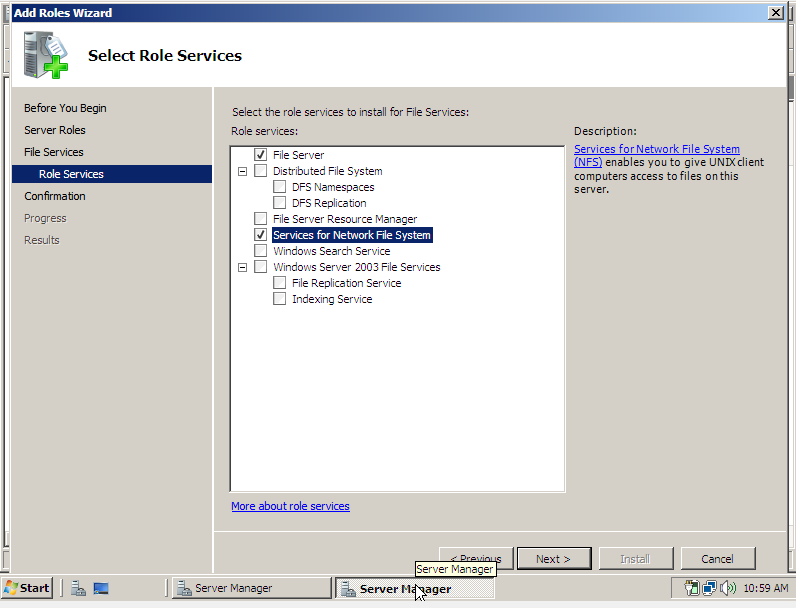 Add Roles Wizard
Select Role Services
Before You Begin
Server Roles
File Services
Role Services
Confirmation
Progress
Results
Select the role services to install for File Services:
Role services:
File Server
Distributed File System
DFS Namespaces
DFS Replication
File Server Resource Manager
Services for Network File System
Windows Search Service
Windows Server 2003 File Services
File Replication Service
Indexing Service
More about role services
Description:
Services for Network File System
(NFS) enables you to give UNIX client
computers access to files on this
server.
< Previous
Next >
Install
Cancel
Server Manager
Start
Server Manager
Server Manager
10:59 AM